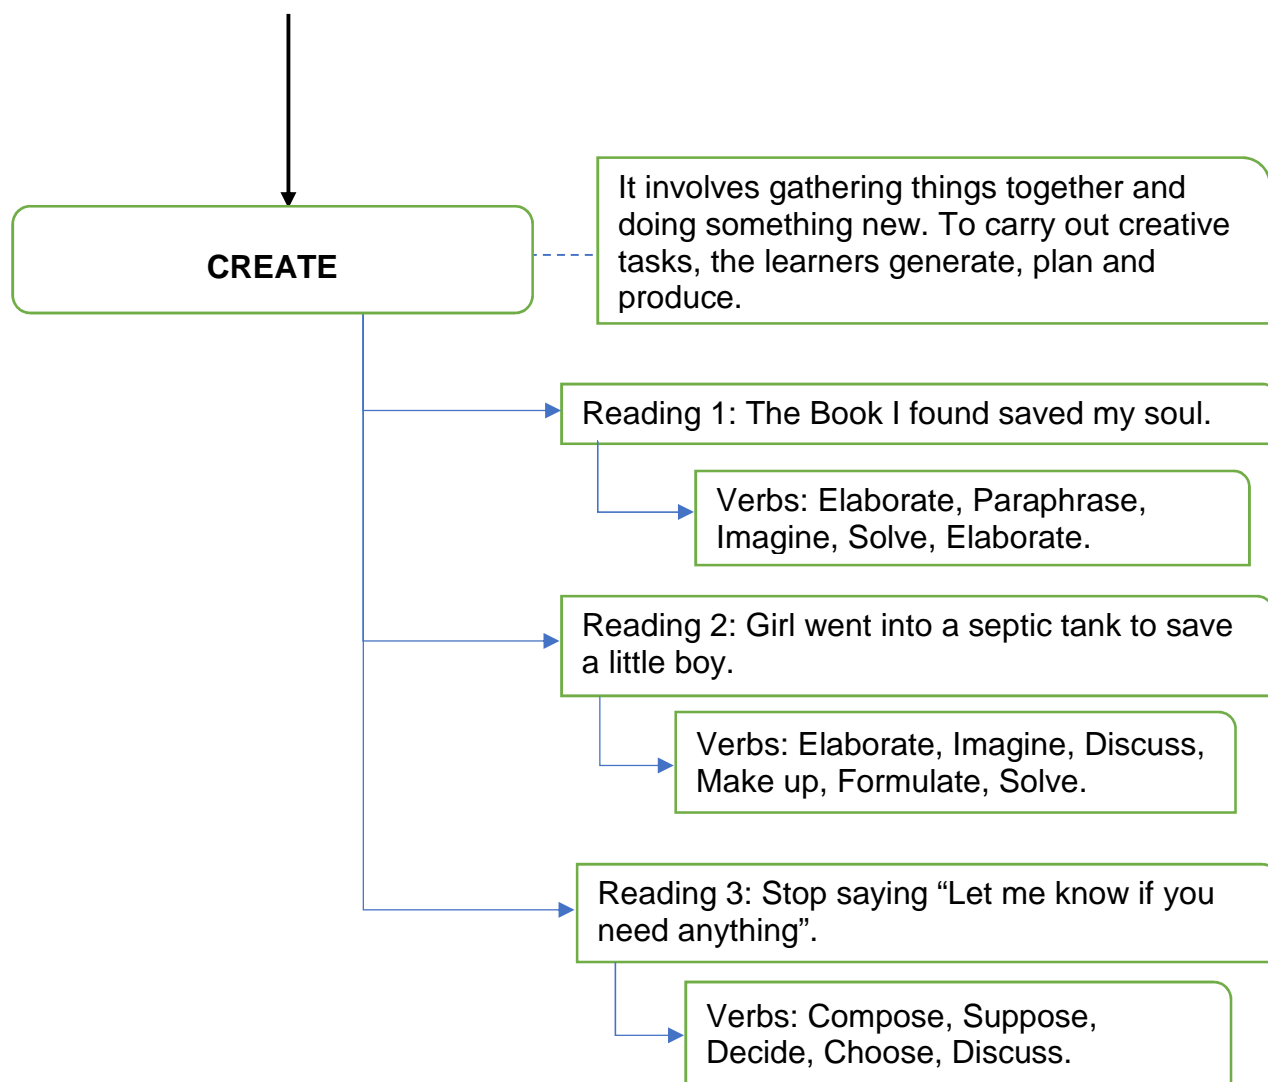 CREATE
It involves gathering things together and
doing something new. To carry out creative
tasks, the learners generate, plan and
produce.
Reading 1: The Book I found saved my soul.
Verbs: Elaborate, Paraphrase,
Imagine, Solve, Elaborate.
Reading 2: Girl went into a septic tank to save
a little boy.
Verbs: Elaborate, Imagine, Discuss,
Make up, Formulate, Solve.
Reading 3: Stop saying “Let me know if you
need anything”.
Verbs: Compose, Suppose,
Decide, Choose, Discuss.